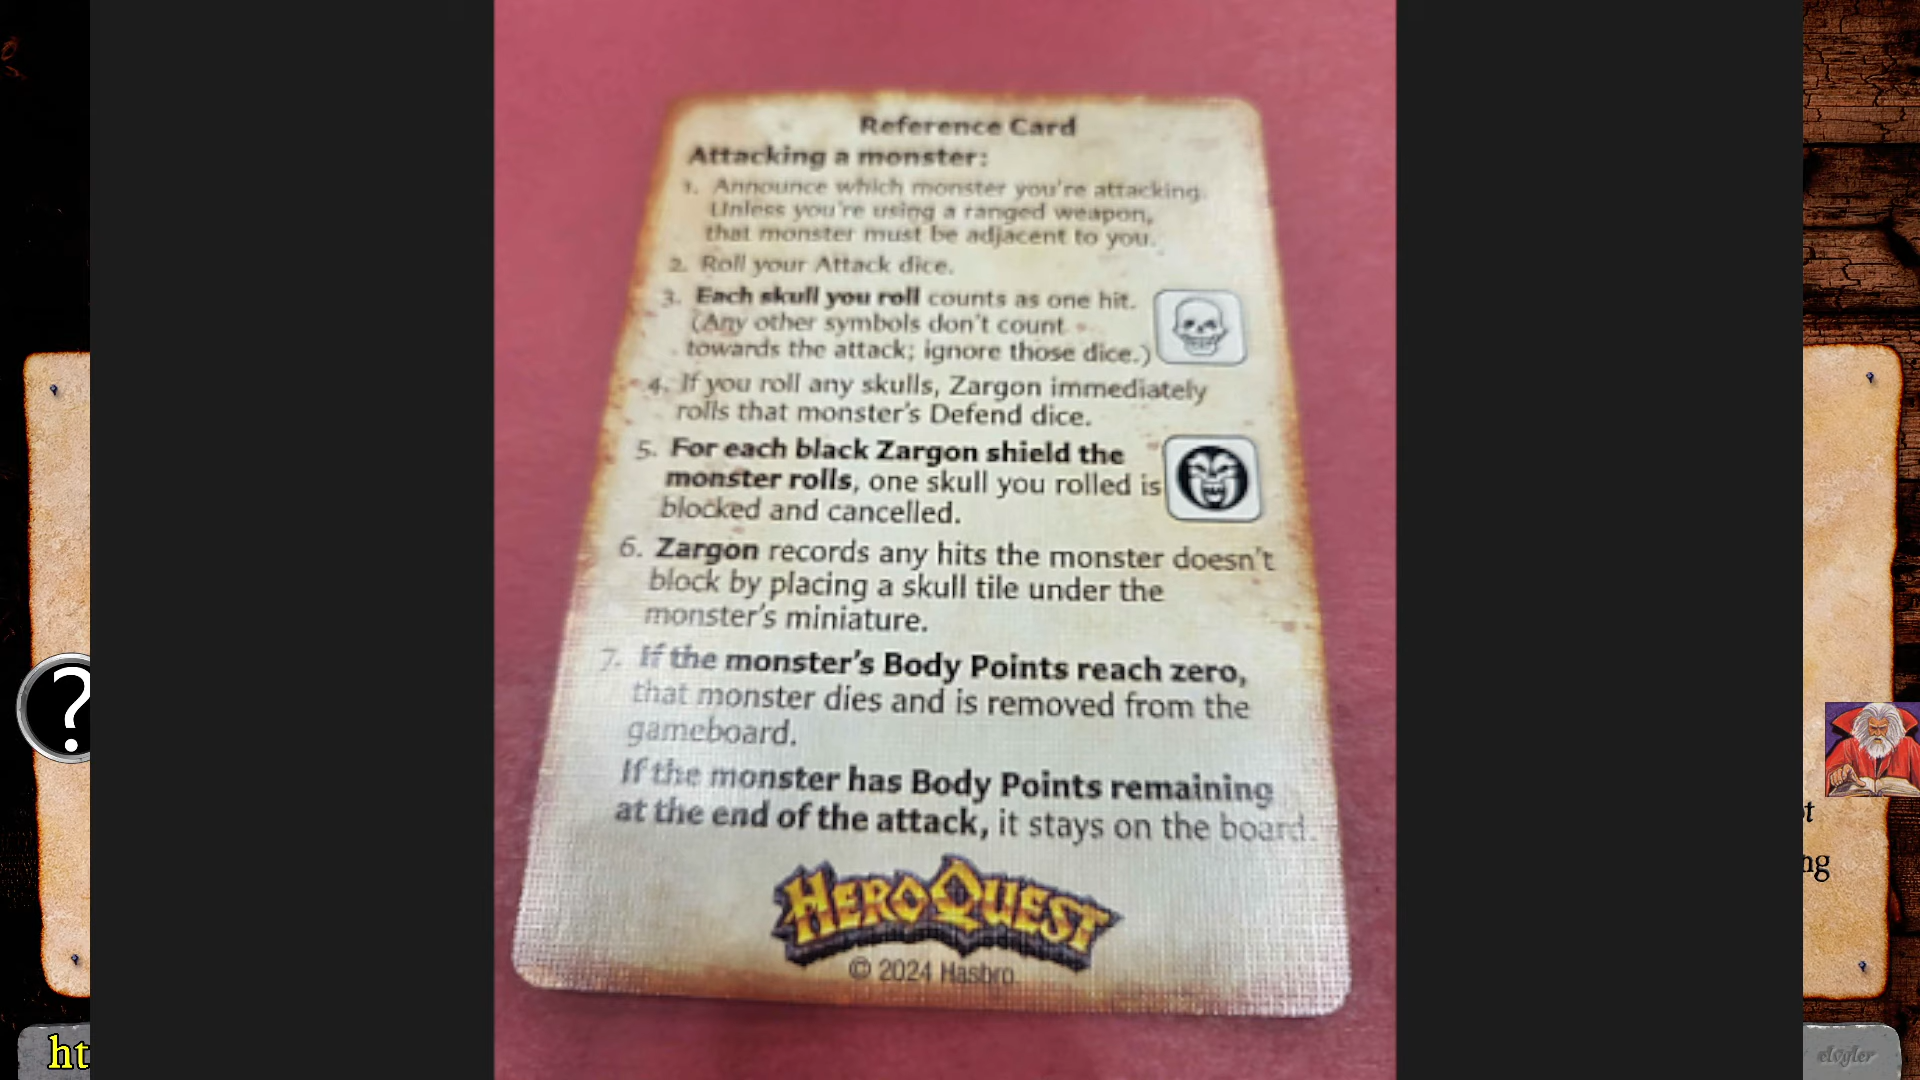 Reference Card
Attacking a monster:
1. Announce which monster you're attacking.
Unless you're using a ranged weapon,
that monster must be adjacent to you.
2. Roll your Attack dice.
3. Each skull you roll counts as one hit.
(Any other symbols don't count
towards the attack; ignore those dice.)
4. If you roll any skulls, Zargon immediately
rolls that monster's Defend dice.
5. For each black Zargon shield the
monster rolls, one skull you rolled is
blocked and cancelled.
6. Zargon records any hits the monster doesn't
block by placing a skull tile under the
monster's miniature.
7. If the monster's Body Points reach zero,
that monster dies and is removed from the
gameboard.
If the monster has Body Points remaining
at the end of the attack, it stays on the board.
HEROQUEST
© 2024 Hasbro
?
ht
ng